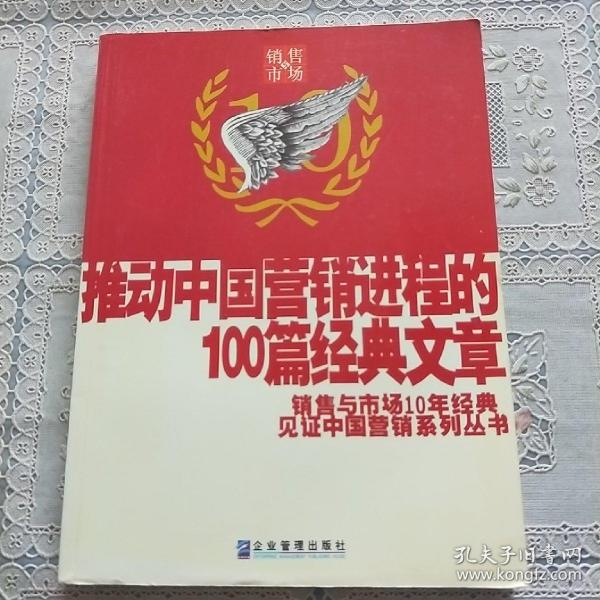 销售
与
市场
10
推动中国营销进程的
100篇经典文章
销售与市场10年经典
见证中国营销系列丛书
企业管理出版社
孔夫子旧书网
www.kongfz.com